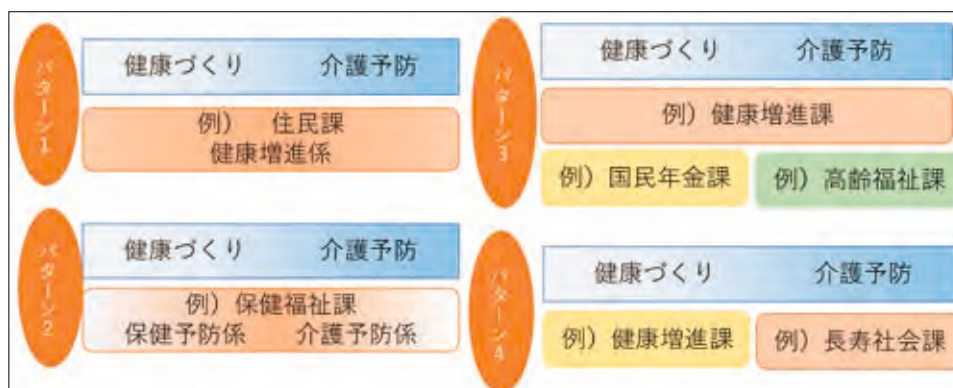 パターン1
健康づくり 介護予防
例） 住民課
健康増進係
パターン2
健康づくり 介護予防
例）保健福祉課
保健予防係 介護予防係
パターン3
健康づくり 介護予防
例）健康増進課
例）国民年金課 例）高齢福祉課
パターン4
健康づくり 介護予防
例）健康増進課 例）長寿社会課